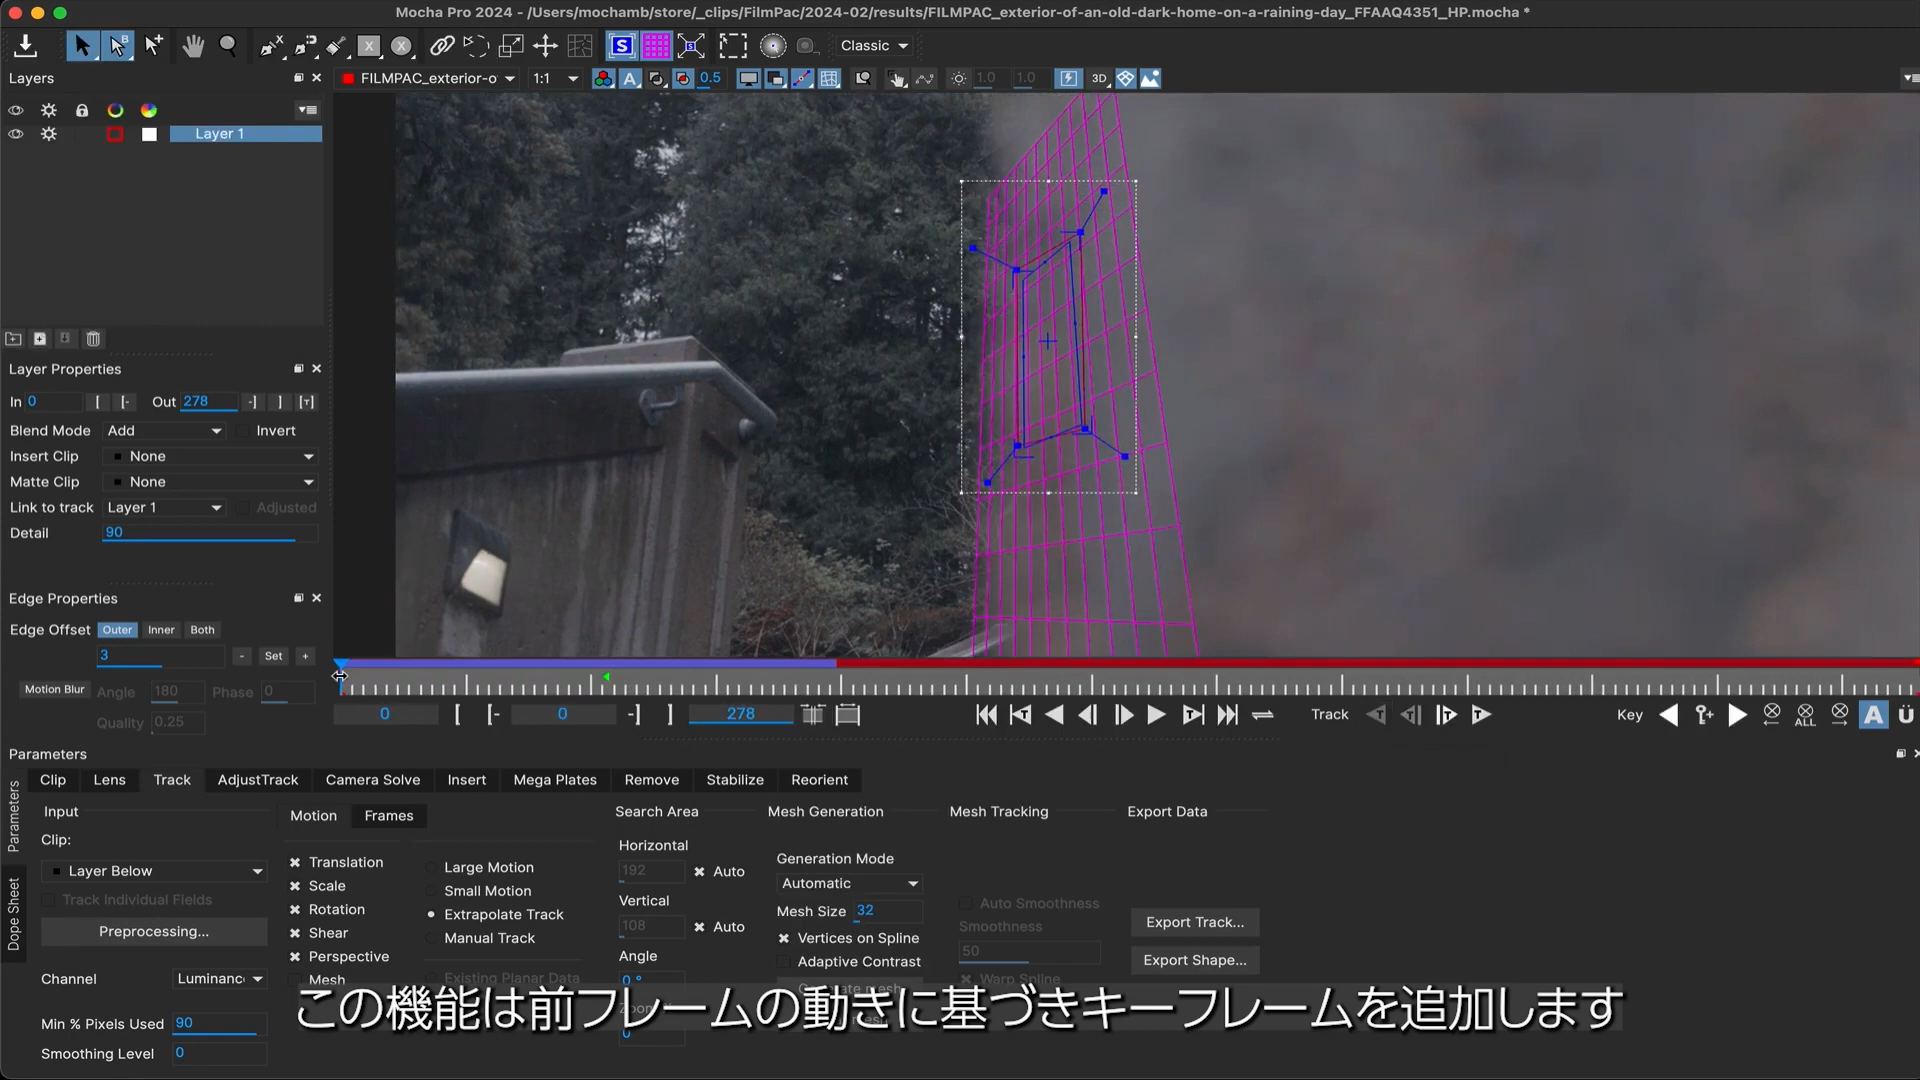 Mocha Pro 2024 - /Users/mochamb/store/_clips/FilmPac/2024-02/results/FILMPAC_exterior-of-an-old-dark-home-on-a-raining-day_FFAAQ4351_HP.mocha *
Classic
Layers
FILMPAC_exterior-o
1:1
A
0.5
1.0
1.0
3D
Layer 1
Layer Properties
In 0 [ [- Out 278 -] ] [T]
Blend Mode Add Invert
Insert Clip None
Matte Clip None
Link to track Layer 1 Adjusted
Detail 90
Edge Properties
Edge Offset Outer Inner Both
3 - Set +
Motion Blur Angle 180 Phase 0
Quality 0.25
0 [ [- 0 -] ] 278 Track Key ALL A
Parameters
Clip Lens Track AdjustTrack Camera Solve Insert Mega Plates Remove Stabilize Reorient
Parameters
Dope Sheet
Input
Clip:
Layer Below
Track Individual Fields
Preprocessing...
Channel Luminanc
Min % Pixels Used 90
Smoothing Level 0
Motion Frames
Translation
Scale
Rotation
Shear
Perspective
Mesh
Large Motion
Small Motion
Extrapolate Track
Manual Track
Existing Planar Data
Search Area
Horizontal
192 Auto
Vertical
108 Auto
Angle
0 °
Zoom
0
Mesh Generation
Generation Mode
Automatic
Mesh Size 32
Vertices on Spline
Adaptive Contrast
Mesh Tracking
Auto Smoothness
Smoothness
50
Warp Spline
Export Data
Export Track...
Export Shape...
この機能は前フレームの動きに基づきキーフレームを追加します